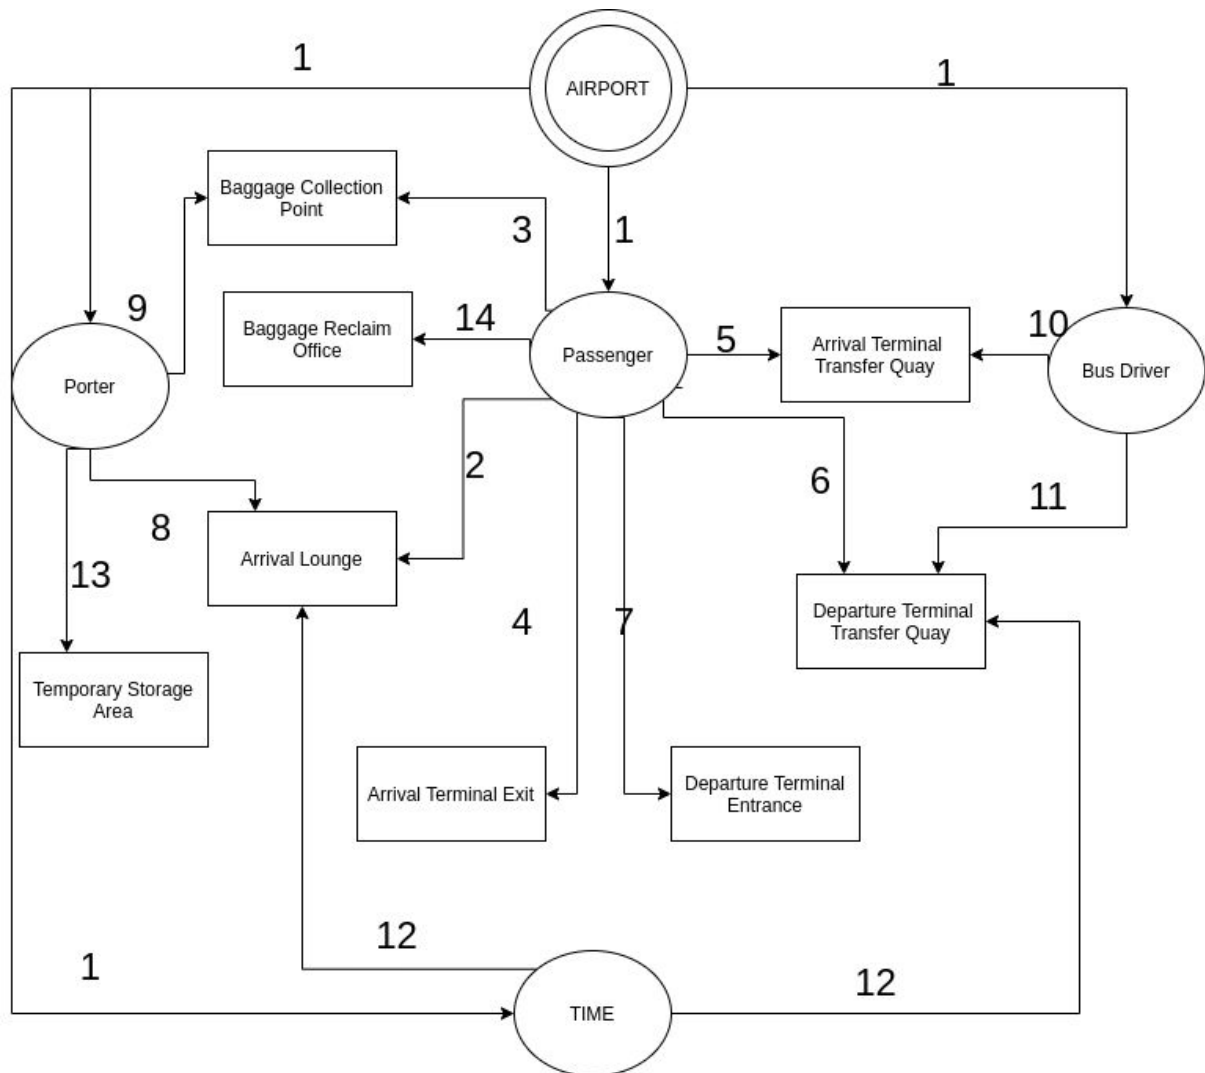 1
AIRPORT
1
Baggage Collection
Point
3
1
9
14
Baggage Reclaim
Office
Passenger
5
Arrival Terminal
Transfer Quay
10
Bus Driver
Porter
2
6
11
8
Arrival Lounge
13
4
7
Departure Terminal
Transfer Quay
Temporary Storage
Area
Arrival Terminal Exit
Departure Terminal
Entrance
12
1
12
TIME